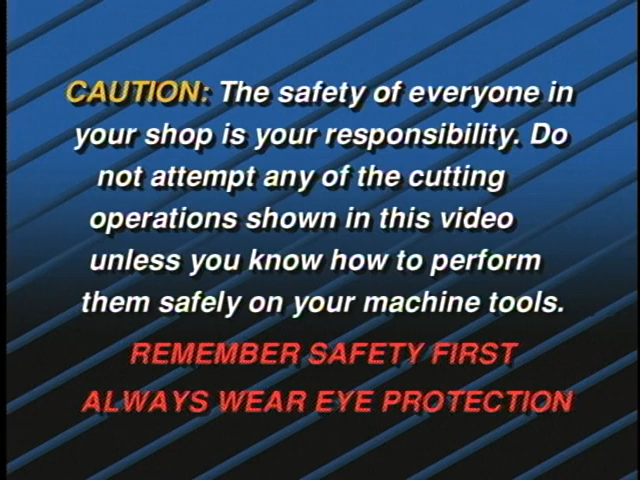 CAUTION: The safety of everyone in
your shop is your responsibility. Do
not attempt any of the cutting
operations shown in this video
unless you know how to perform
them safely on your machine tools.
REMEMBER SAFETY FIRST
ALWAYS WEAR EYE PROTECTION